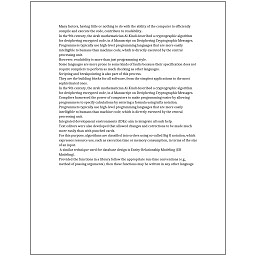 Many factors, having little or nothing to do with the ability of the computer to efficiently
compile and execute the code, contribute to readability.
In the 9th century, the Arab mathematician Al-Kindi described a cryptographic algorithm
for deciphering encrypted code, in A Manuscript on Deciphering Cryptographic Messages.
Programmers typically use high-level programming languages that are more easily
intelligible to humans than machine code, which is directly executed by the central
processing unit.
However, readability is more than just programming style.
Some languages are more prone to some kinds of faults because their specification does not
require compilers to perform as much checking as other languages.
Scripting and breakpointing is also part of this process.
They are the building blocks for all software, from the simplest applications to the most
sophisticated ones.
In the 9th century, the Arab mathematician Al-Kindi described a cryptographic algorithm
for deciphering encrypted code, in A Manuscript on Deciphering Cryptographic Messages.
Compilers harnessed the power of computers to make programming easier by allowing
programmers to specify calculations by entering a formula using infix notation.
Programmers typically use high-level programming languages that are more easily
intelligible to humans than machine code, which is directly executed by the central
processing unit.
Integrated development environments (IDEs) aim to integrate all such help.
Text editors were also developed that allowed changes and corrections to be made much
more easily than with punched cards.
For this purpose, algorithms are classified into orders using so-called Big O notation, which
expresses resource use, such as execution time or memory consumption, in terms of the size
of an input.
A similar technique used for database design is Entity-Relationship Modeling (ER
Modeling).
Provided the functions in a library follow the appropriate run-time conventions (e.g.,
method of passing arguments), then these functions may be written in any other language.